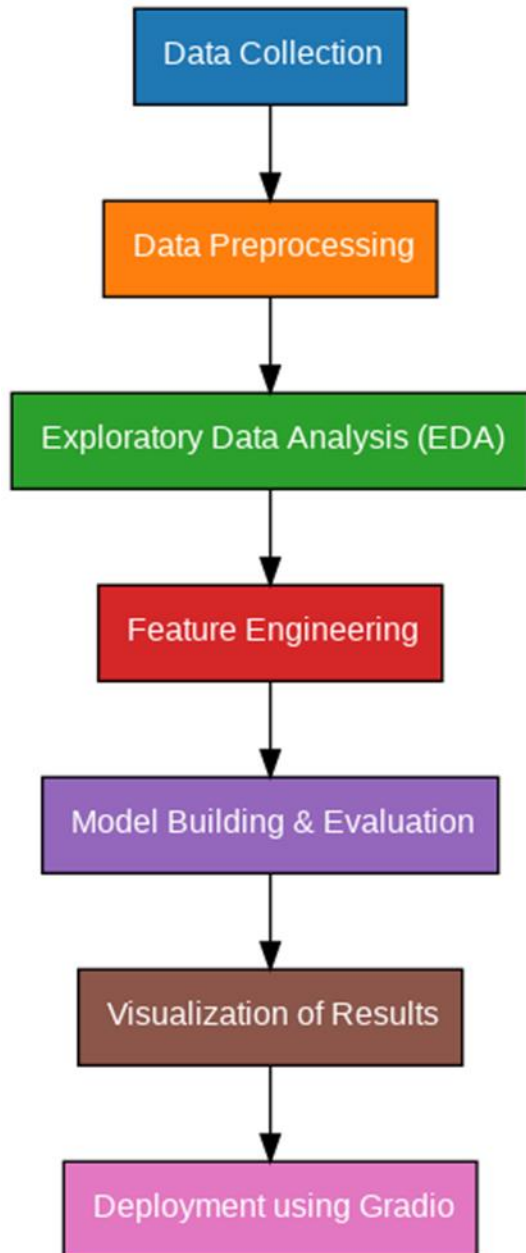 Data Collection
Data Preprocessing
Exploratory Data Analysis (EDA)
Feature Engineering
Model Building & Evaluation
Visualization of Results
Deployment using Gradio